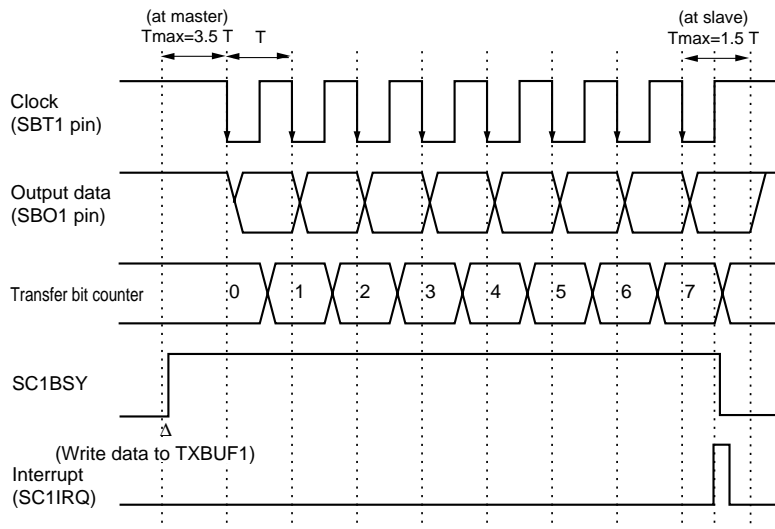 (at master)
Tmax=3.5 T
T
(at slave)
Tmax=1.5 T
Clock
(SBT1 pin)
Output data
(SBO1 pin)
Transfer bit counter
0 1 2 3 4 5 6 7
SC1BSY
(Write data to TXBUF1)
Interrupt
(SC1IRQ)